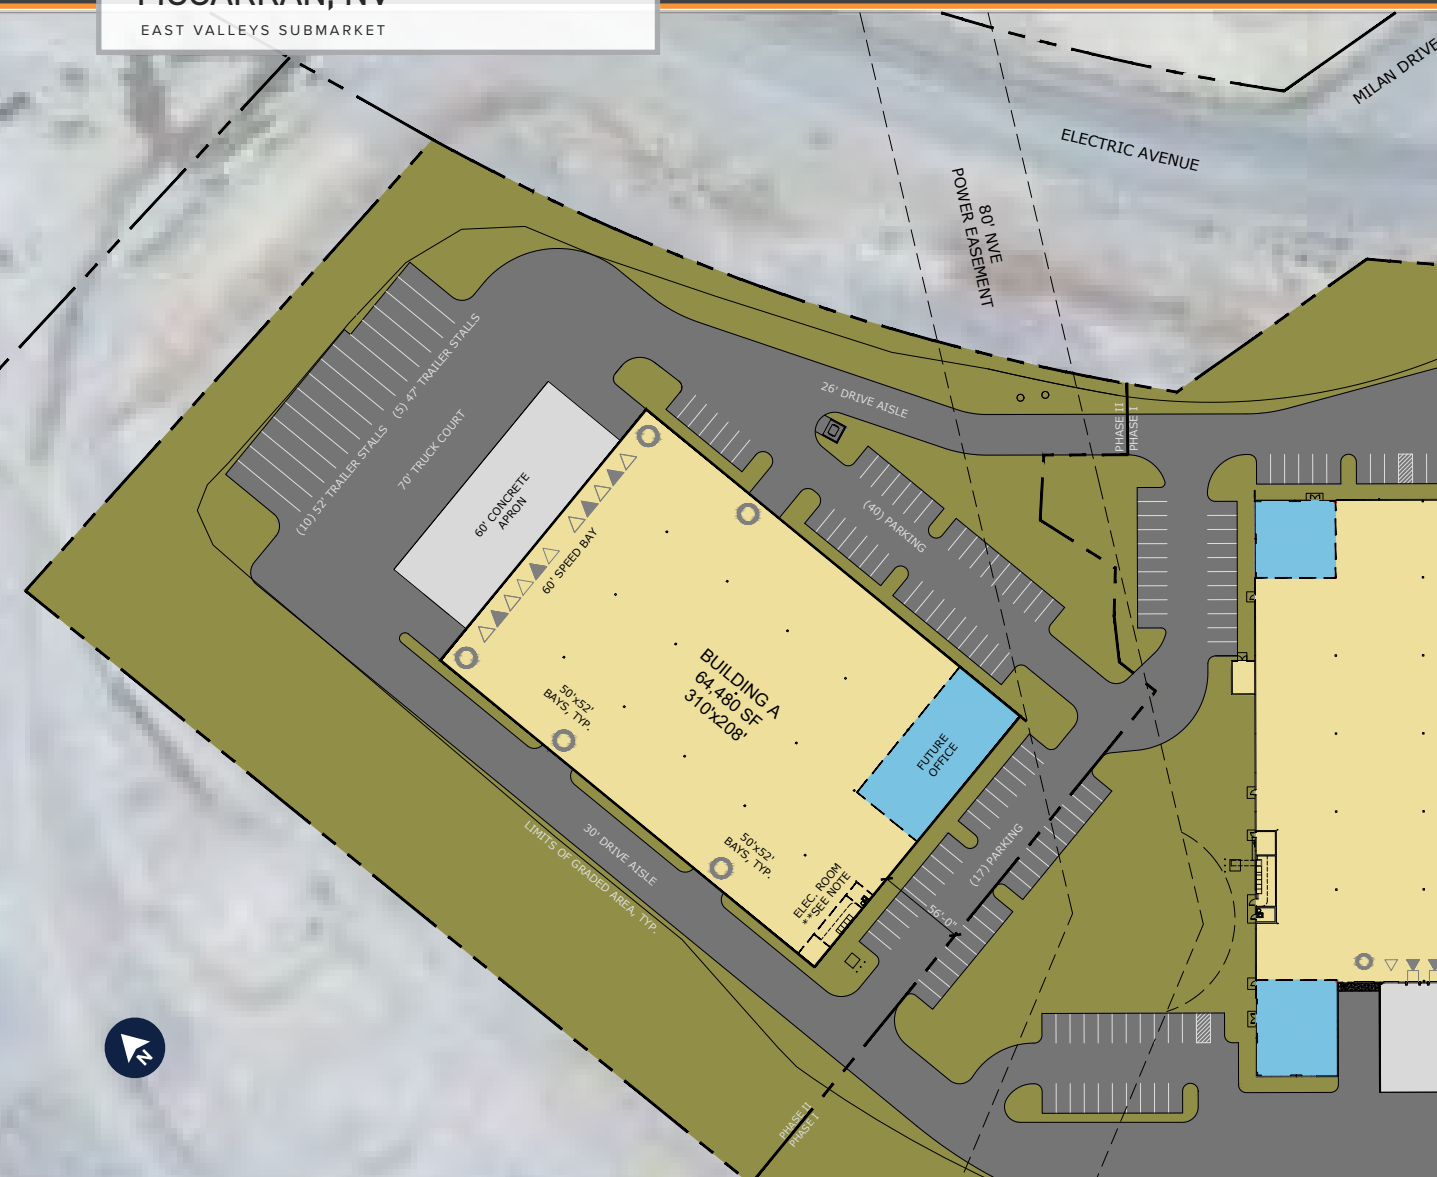 McCARRAN, NV
EAST VALLEYS SUBMARKET
MILAN DRIVE
ELECTRIC AVENUE
80' NVE
POWER EASEMENT
(5) 47' TRAILER STALLS
(10) 52' TRAILER STALLS
70' TRUCK COURT
26' DRIVE AISLE
PHASE II
PHASE I
60' CONCRETE
APRON
60' SPEED BAY
(40) PARKING
BUILDING A
64,480 SF
310'x208'
50'x52'
BAYS, TYP.
FUTURE
OFFICE
30' DRIVE AISLE
LIMITS OF GRADED AREA, TYP.
50'x52'
BAYS, TYP.
(17) PARKING
ELEC. ROOM
**SEE NOTE
56'-0"
N
PHASE II
PHASE I